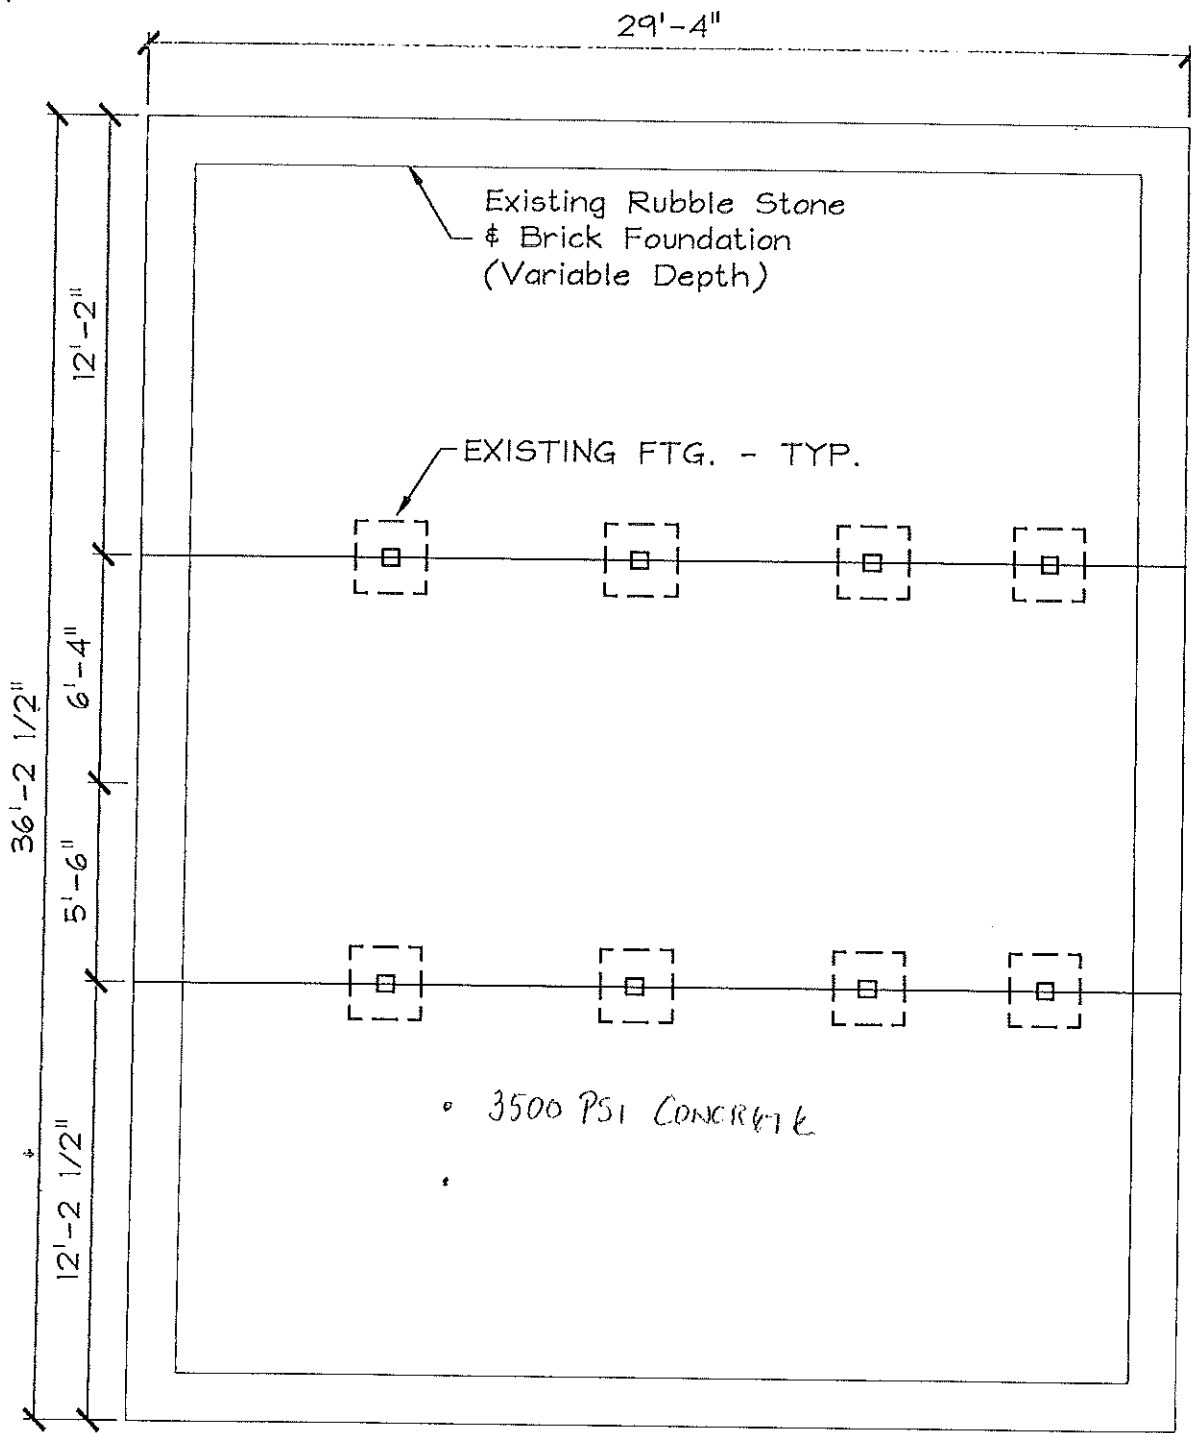 29'-4"
Existing Rubble Stone
& Brick Foundation
(Variable Depth)
12'-2"
EXISTING FTG. - TYP.
6'-4"
36'-2 1/2"
5'-6"
3500 PSI CONCRETE
12'-2 1/2"